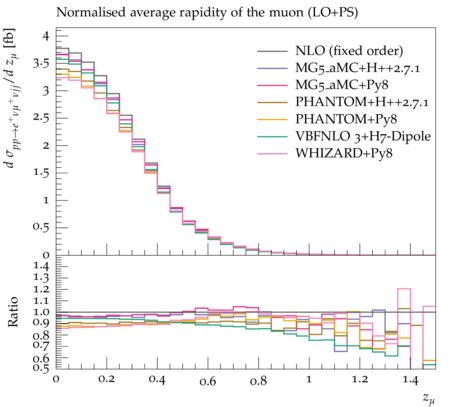 Normalised average rapidity of the muon (LO+PS)
d σ_{pp→e⁺ν_μ⁺νjj}/d z_μ [fb]
4
3.5
3
2.5
2
1.5
1
0.5
0
NLO (fixed order)
MG5_aMC+H++2.7.1
MG5_aMC+Py8
PHANTOM+H++2.7.1
PHANTOM+Py8
VBFNLO 3+H7-Dipole
WHIZARD+Py8
Ratio
1.4
1.3
1.2
1.1
1.0
0.9
0.8
0.7
0.6
0.5
0 0.2 0.4 0.6 0.8 1 1.2 1.4
z_μ